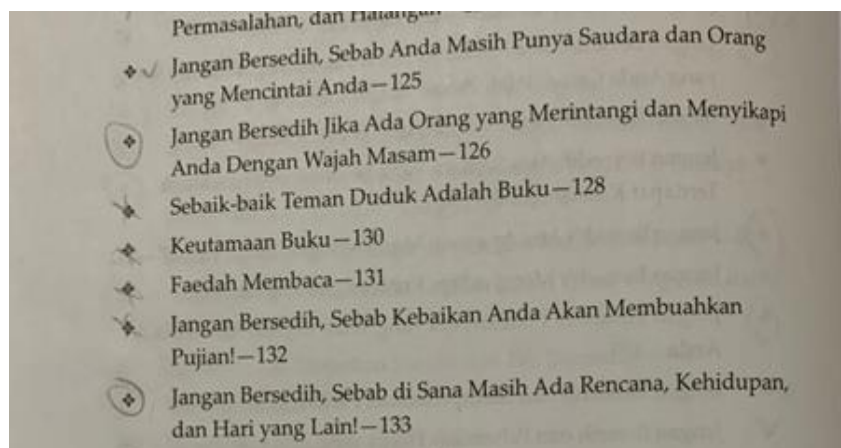 Permasalahan, dan Halangan
Jangan Bersedih, Sebab Anda Masih Punya Saudara dan Orang
yang Mencintai Anda—125
Jangan Bersedih Jika Ada Orang yang Merintangi dan Menyikapi
Anda Dengan Wajah Masam—126
Sebaik-baik Teman Duduk Adalah Buku—128
Keutamaan Buku—130
Faedah Membaca—131
Jangan Bersedih, Sebab Kebaikan Anda Akan Membuahkan
Pujian!—132
Jangan Bersedih, Sebab di Sana Masih Ada Rencana, Kehidupan,
dan Hari yang Lain!—133